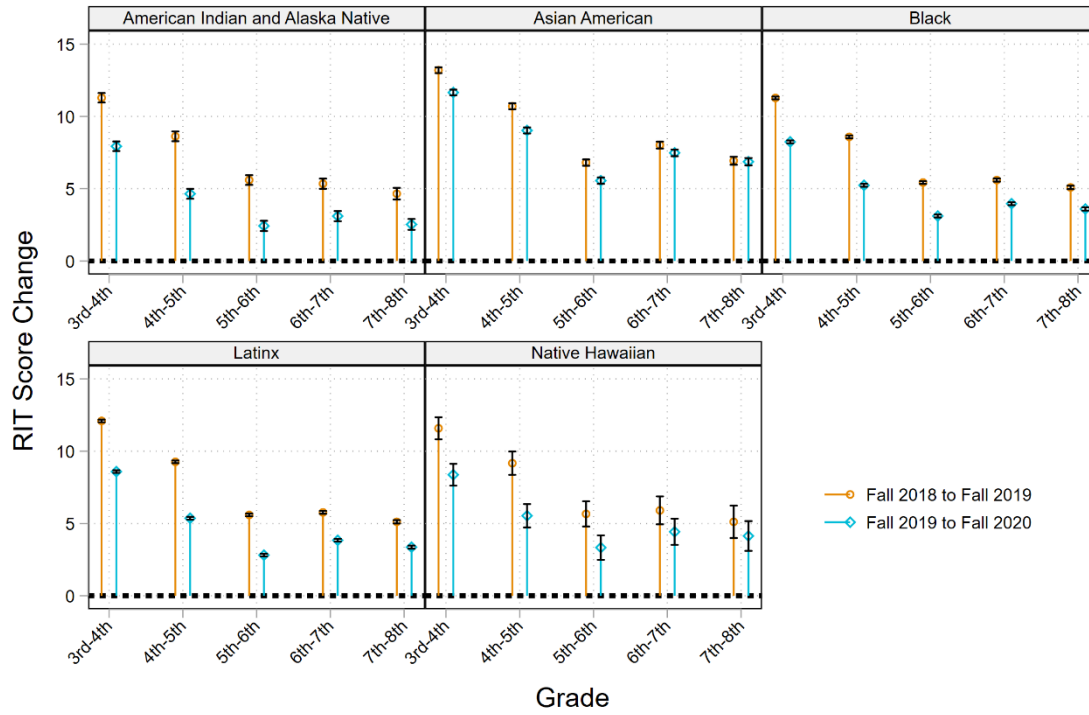 American Indian and Alaska Native
Asian American
Black
15
10
5
0
3rd-4th
4th-5th
5th-6th
6th-7th
7th-8th
3rd-4th
4th-5th
5th-6th
6th-7th
7th-8th
3rd-4th
4th-5th
5th-6th
6th-7th
7th-8th
RIT Score Change
Latinx
Native Hawaiian
15
10
5
0
3rd-4th
4th-5th
5th-6th
6th-7th
7th-8th
3rd-4th
4th-5th
5th-6th
6th-7th
7th-8th
Fall 2018 to Fall 2019
Fall 2019 to Fall 2020
Grade